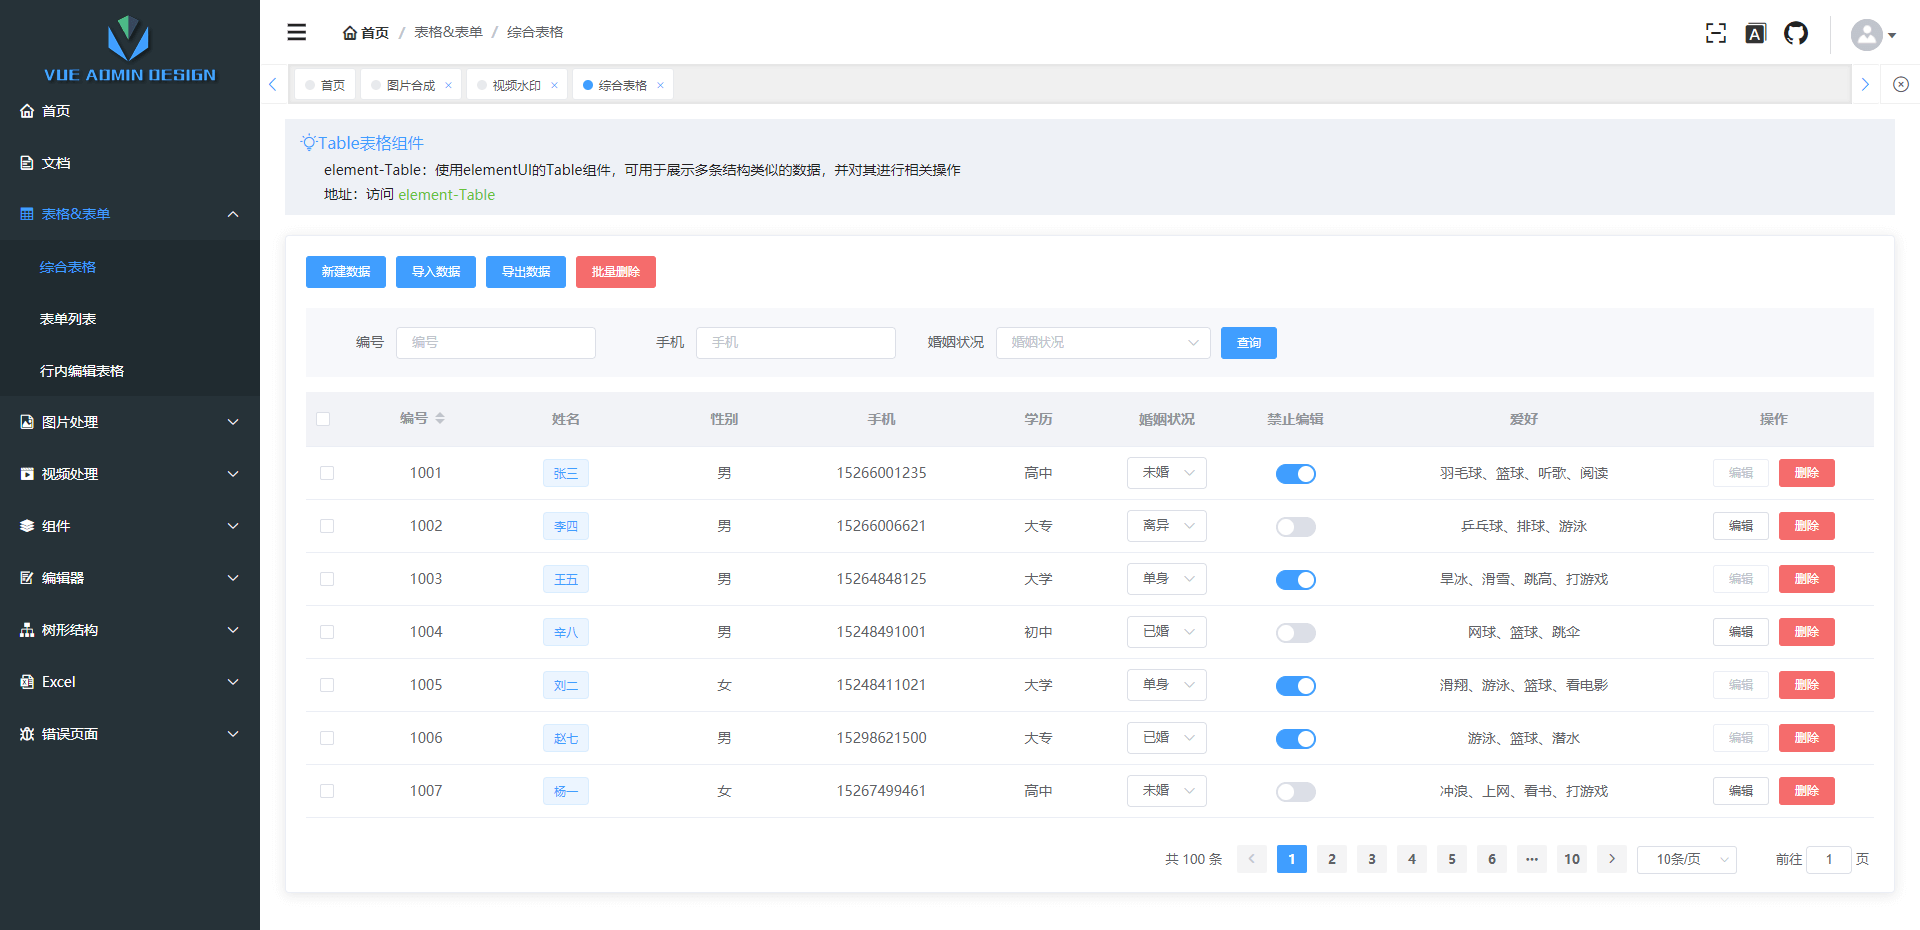 VUE ADMIN DESIGN
首页
文档
表格&表单
综合表格
表单列表
行内编辑表格
图片处理
视频处理
组件
编辑器
树形结构
Excel
错误页面
首页 / 表格&表单 / 综合表格
首页 图片合成 × 视频水印 × 综合表格 ×
Table表格组件
element-Table：使用elementUI的Table组件，可用于展示多条结构类似的数据，并对其进行相关操作
地址：访问 element-Table
新建数据 导入数据 导出数据 批量删除
编号 编号 手机 手机 婚姻状况 婚姻状况 查询
编号 姓名 性别 手机 学历 婚姻状况 禁止编辑 爱好 操作
1001 张三 男 15266001235 高中 未婚 羽毛球、篮球、听歌、阅读 编辑 删除
1002 李四 男 15266006621 大专 离异 乒乓球、排球、游泳 编辑 删除
1003 王五 男 15264848125 大学 单身 旱冰、滑雪、跳高、打游戏 编辑 删除
1004 辛八 男 15248491001 初中 已婚 网球、篮球、跳伞 编辑 删除
1005 刘二 女 15248411021 大学 单身 滑翔、游泳、篮球、看电影 编辑 删除
1006 赵七 男 15298621500 大专 已婚 游泳、篮球、潜水 编辑 删除
1007 杨一 女 15267499461 高中 未婚 冲浪、上网、看书、打游戏 编辑 删除
共 100 条 1 2 3 4 5 6 ••• 10 10条/页 前往 1 页